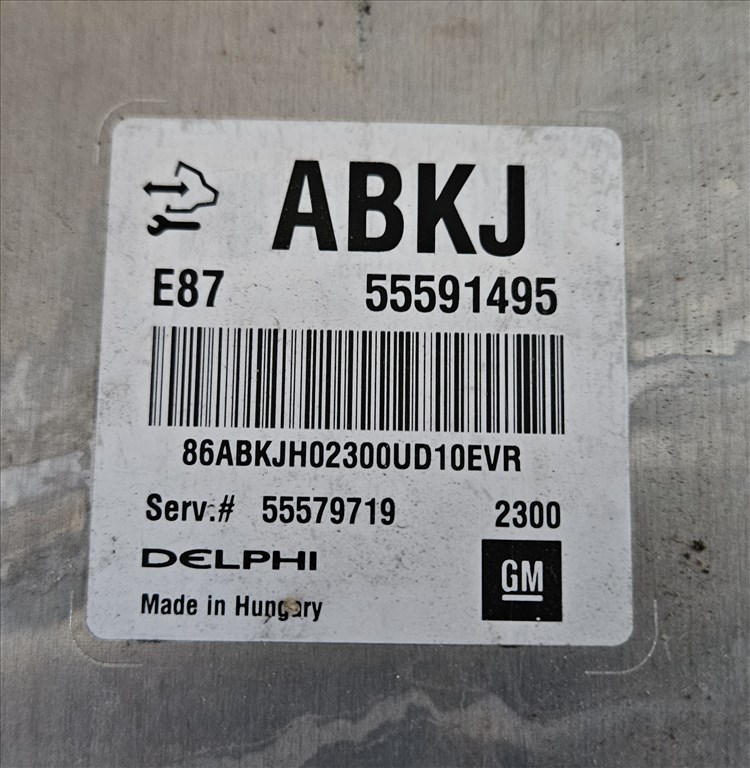 ABKJ
E87 55591495
86ABKJH02300UD10EVR
Serv.# 55579719 2300
DELPHI
GM
Made in Hungary